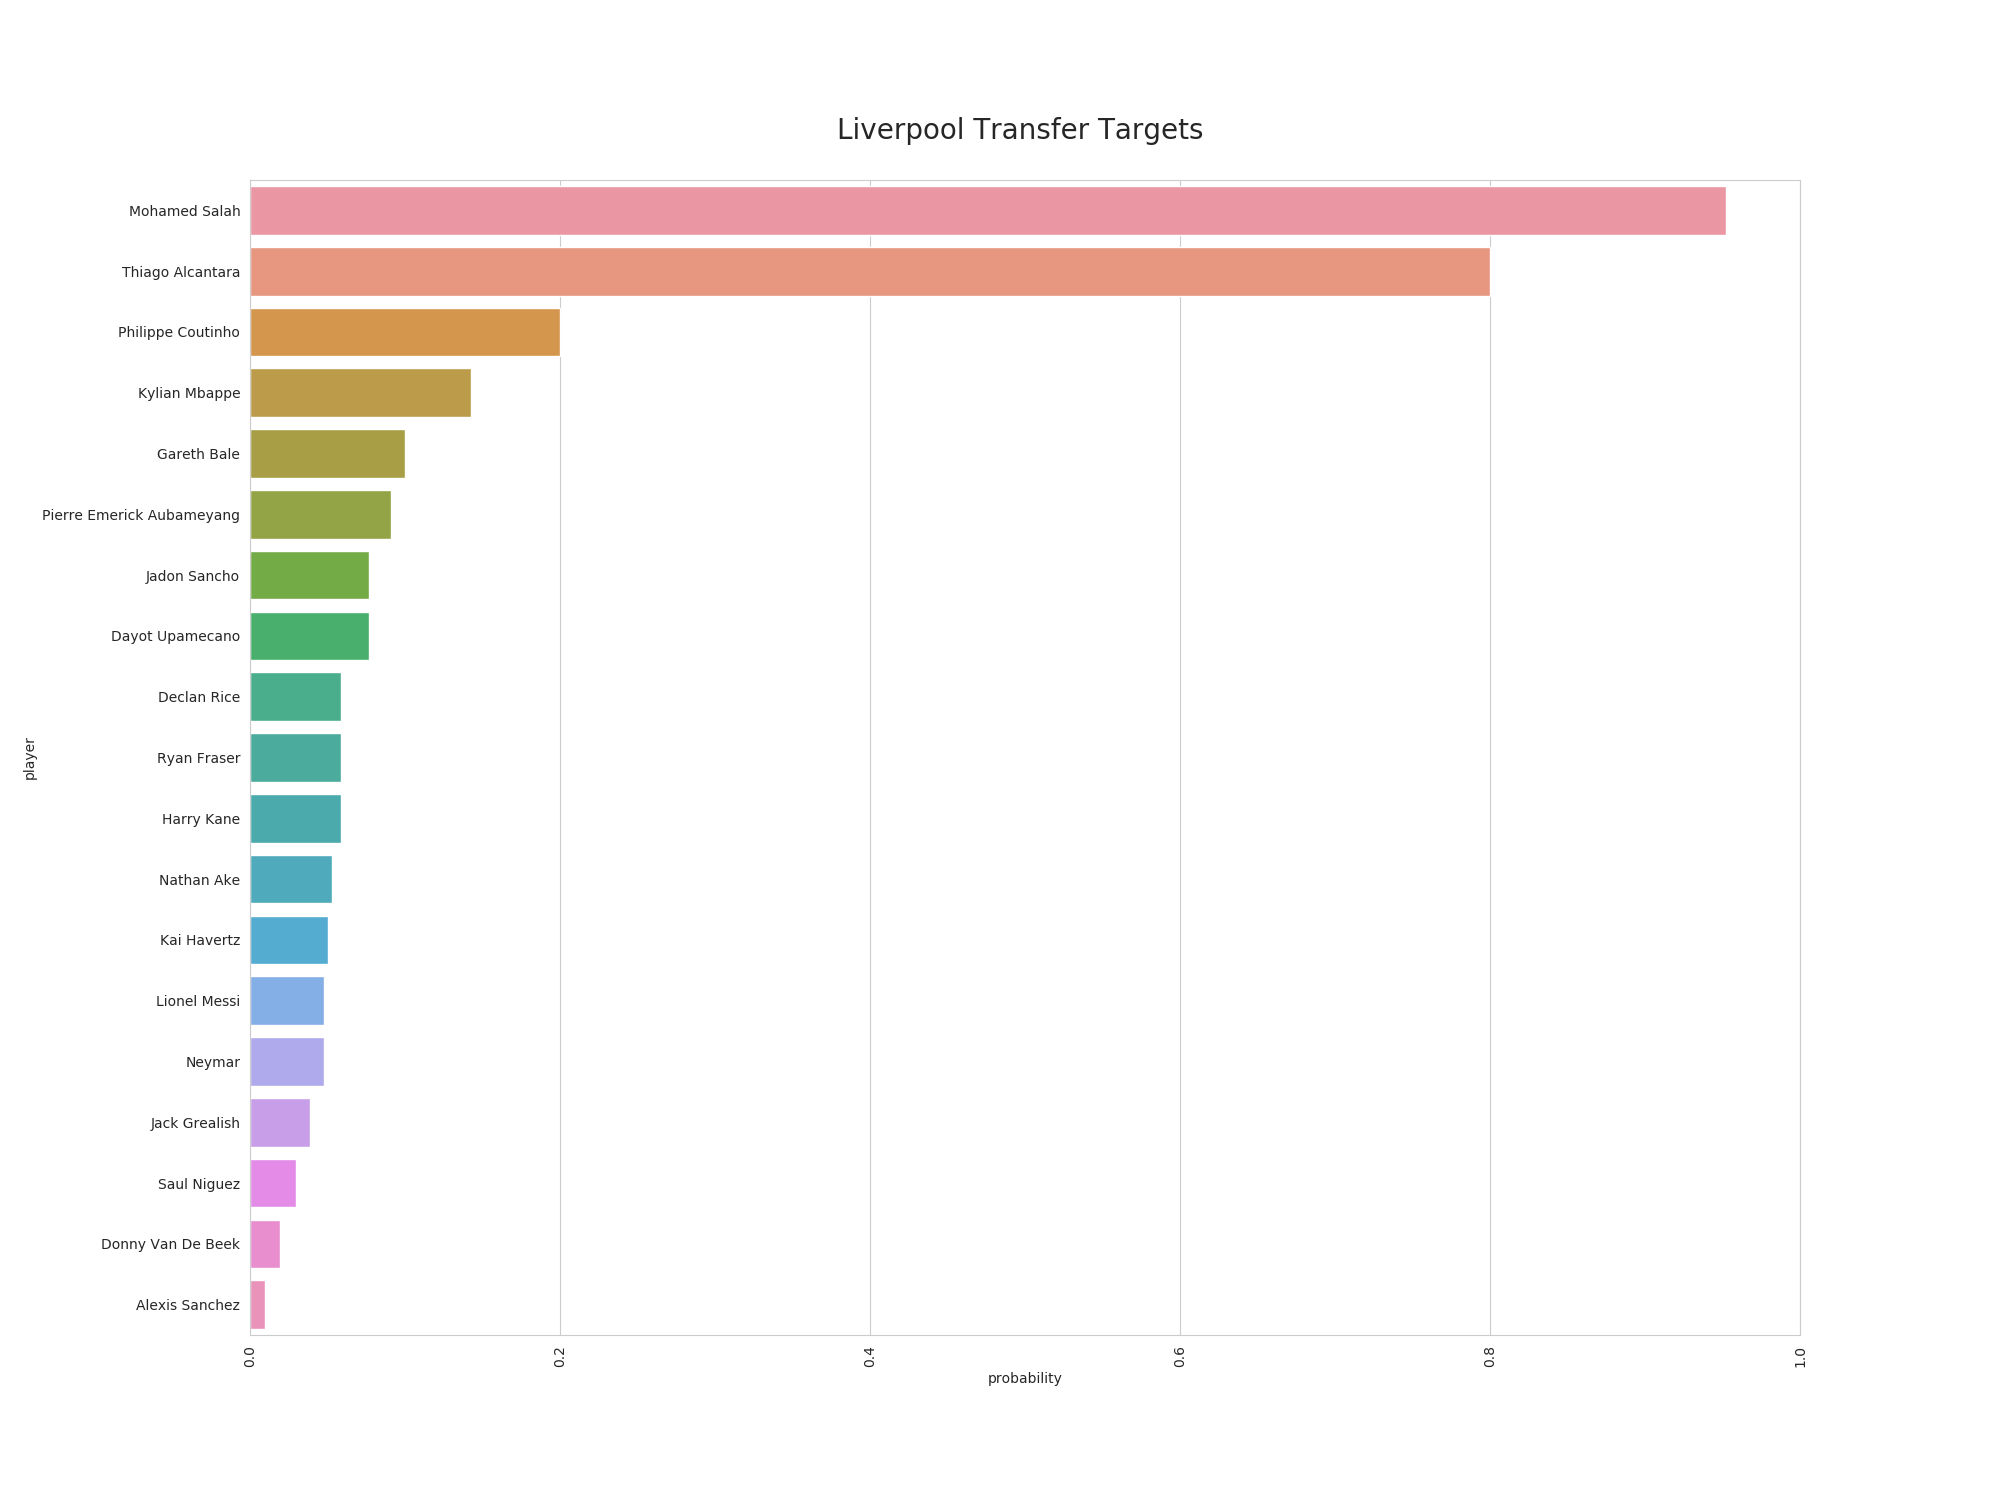 Liverpool Transfer Targets
Mohamed Salah
Thiago Alcantara
Philippe Coutinho
Kylian Mbappe
Gareth Bale
Pierre Emerick Aubameyang
Jadon Sancho
Dayot Upamecano
Declan Rice
Ryan Fraser
Harry Kane
Nathan Ake
Kai Havertz
Lionel Messi
Neymar
Jack Grealish
Saul Niguez
Donny Van De Beek
Alexis Sanchez
player
0.0 0.2 0.4 0.6 0.8 1.0
probability